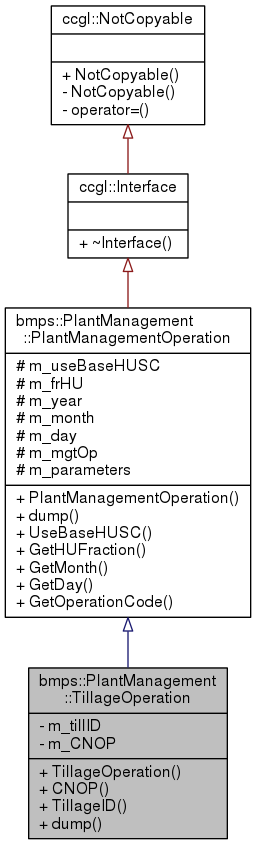 ccgl::NotCopyable
+ NotCopyable()
- NotCopyable()
- operator=()
ccgl::Interface
+ ~Interface()
bmps::PlantManagement
::PlantManagementOperation
# m_useBaseHUSC
# m_frHU
# m_year
# m_month
# m_day
# m_mgtOp
# m_parameters
+ PlantManagementOperation()
+ dump()
+ UseBaseHUSC()
+ GetHUFraction()
+ GetMonth()
+ GetDay()
+ GetOperationCode()
bmps::PlantManagement
::TillageOperation
- m_tillID
- m_CNOP
+ TillageOperation()
+ CNOP()
+ TillageID()
+ dump()